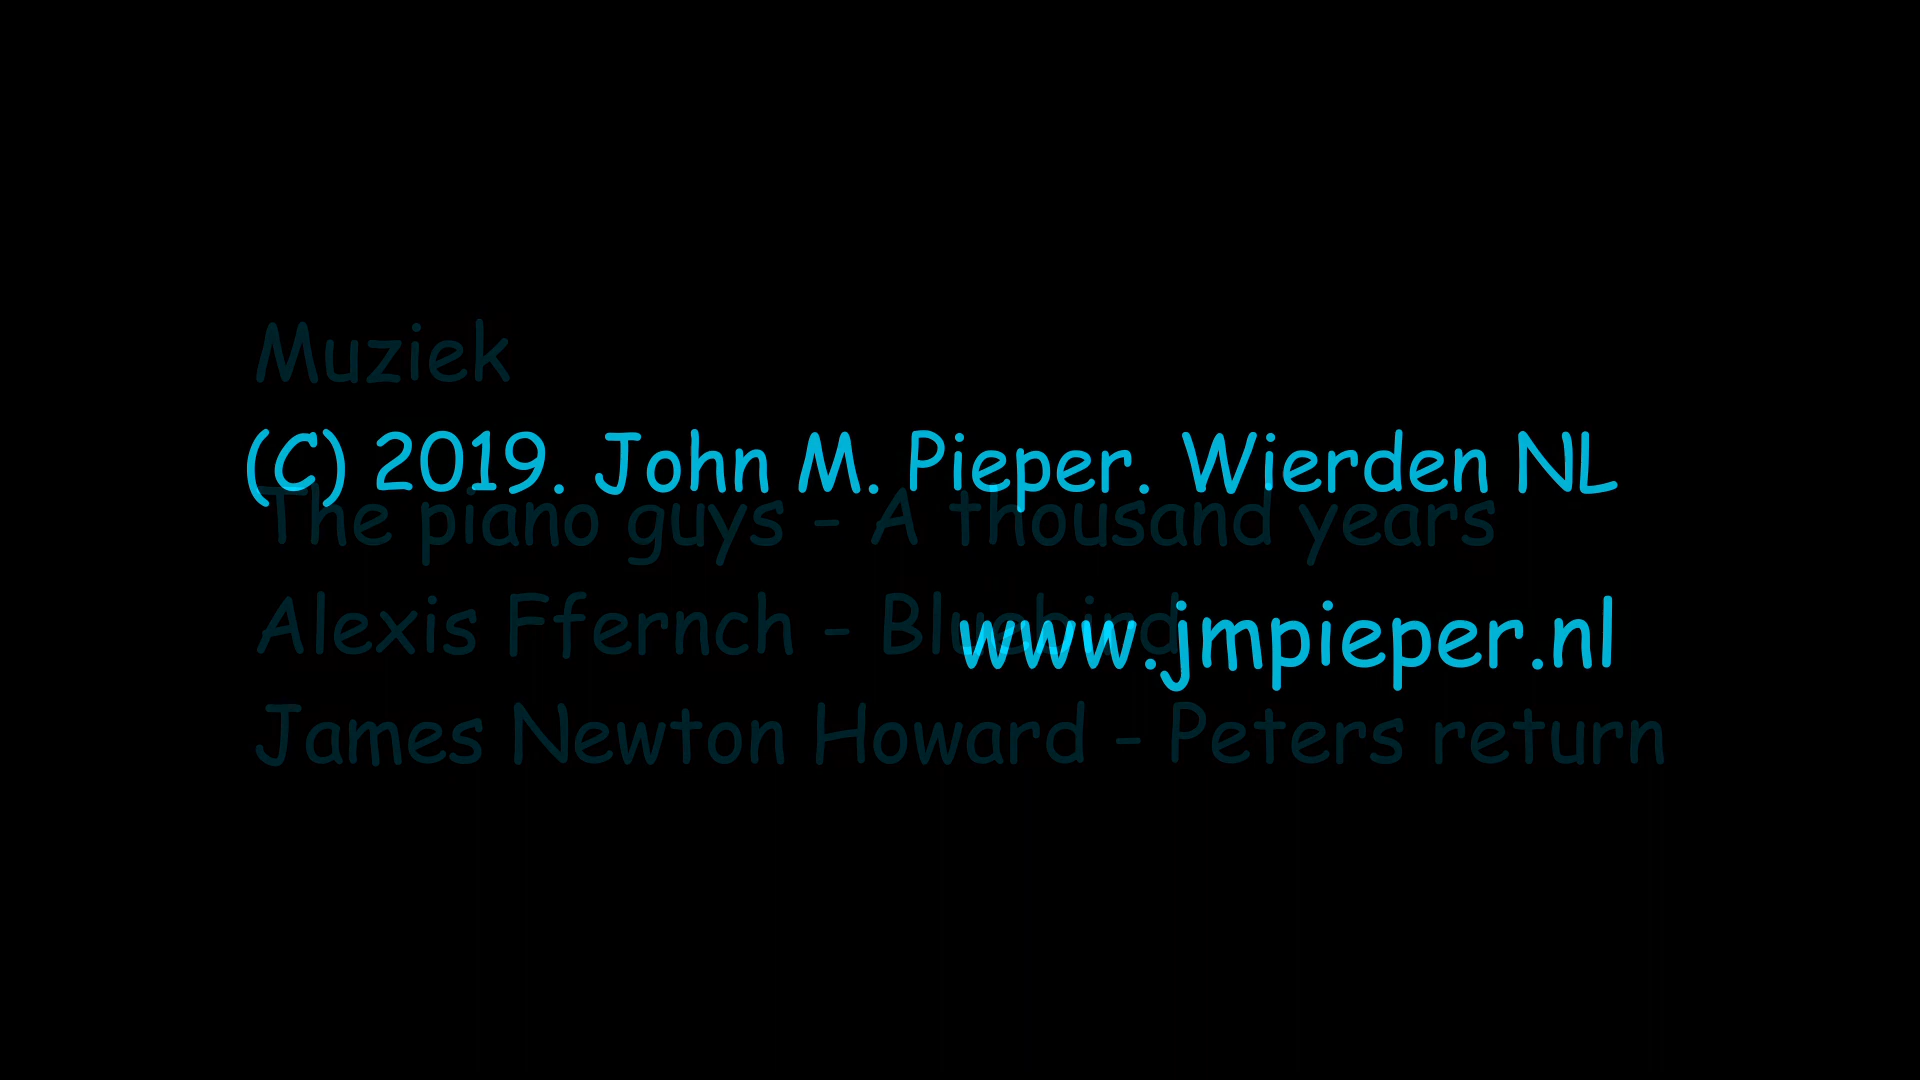 Muziek
(C) 2019. John M. Pieper. Wierden NL
The piano guys - A thousand years
Alexis Ffernch - Bluebird
www.jmpieper.nl
James Newton Howard - Peters return